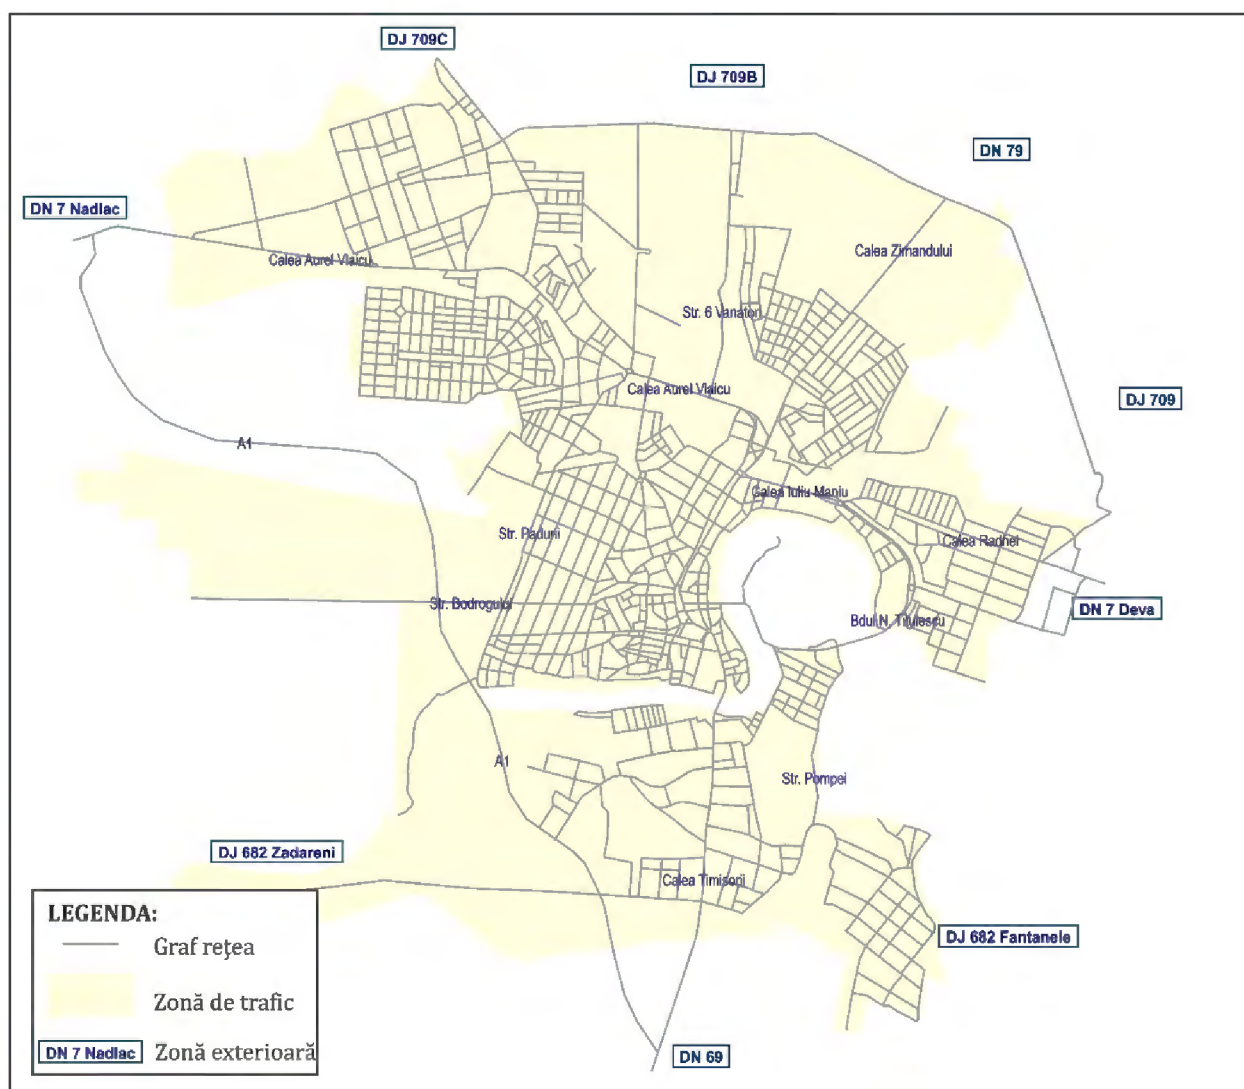 DJ 709C
DJ 709B
DN 79
DN 7 Nadlac
Calea Zimandului
Calea Aurel Vlaicu
Str. 6 Vanatori
Calea Aurel Vlaicu
DJ 709
A1
Calea Iuliu Maniu
Str. Padurii
Calea Radnei
Str. Bodrogului
DN 7 Deva
Bdul N. Titulescu
A1
Str. Pompei
DJ 682 Zadareni
Calea Timisorii
DJ 682 Fantanele
DN 69
LEGENDA:
Graf rețea
Zonă de trafic
DN 7 Nadlac Zonă exterioară